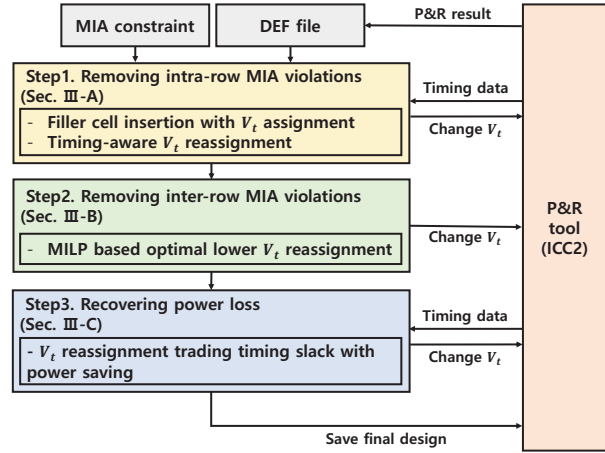 MIA constraint
DEF file
P&R result
Step1. Removing intra-row MIA violations
(Sec. Ⅲ-A)
- Filler cell insertion with Vt assignment
- Timing-aware Vt reassignment
Timing data
Change Vt
Step2. Removing inter-row MIA violations
(Sec. Ⅲ-B)
- MILP based optimal lower Vt reassignment
Change Vt
P&R
tool
(ICC2)
Step3. Recovering power loss
(Sec. Ⅲ-C)
- Vt reassignment trading timing slack with
power saving
Timing data
Change Vt
Save final design